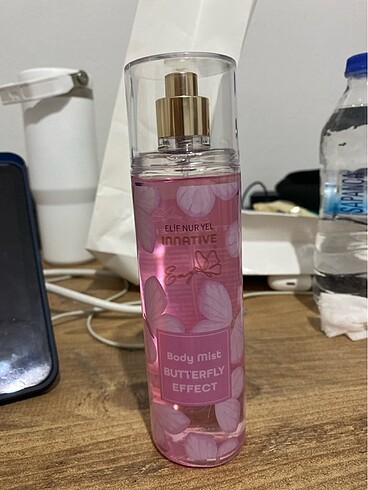 ELİF NUR YEL
INNATIVE
Body Mist
BUTTERFLY
EFFECT